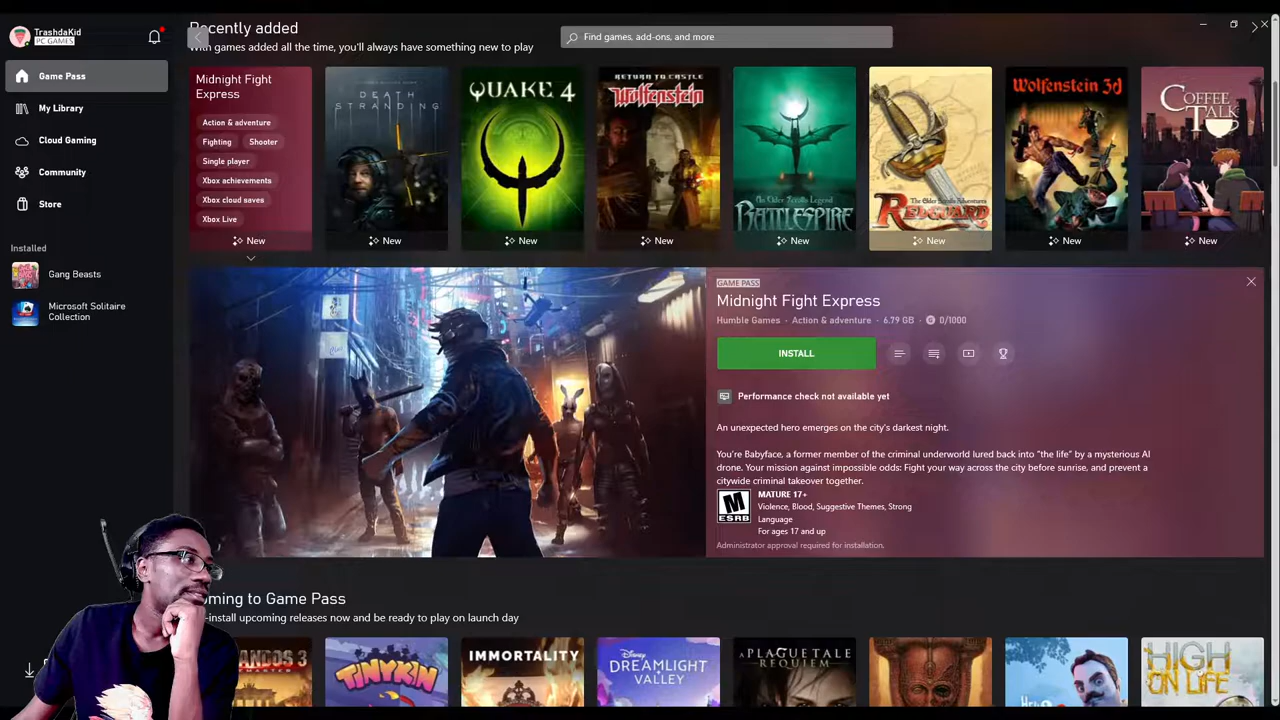 TrashdaKid
PC GAMES
Game Pass
My Library
Cloud Gaming
Community
Store
Installed
Gang Beasts
Microsoft Solitaire
Collection
Recently added
With games added all the time, you'll always have something new to play
Find games, add-ons, and more
Midnight Fight
Express
Action & adventure
Fighting
Shooter
Single player
Xbox achievements
Xbox cloud saves
Xbox Live
New
DEATH
STRANDING
New
QUAKE 4
New
RETURN TO CASTLE
Wolfenstein
New
An Elder Scrolls Legend
BATTLESPIRE
New
The Elder Scrolls Adventures
REDGUARD
New
Wolfenstein 3d
New
COFFEE
TALK
New
GAME PASS
Midnight Fight Express
Humble Games · Action & adventure · 6.79 GB · G 0/1000
INSTALL
Performance check not available yet
An unexpected hero emerges on the city's darkest night.
You're Babyface, a former member of the criminal underworld lured back into "the life" by a mysterious AI
drone. Your mission against impossible odds: Fight your way across the city before sunrise, and prevent a
citywide criminal takeover together.
M
ESRB
MATURE 17+
Violence, Blood, Suggestive Themes, Strong
Language
For ages 17 and up
Administrator approval required for installation.
oming to Game Pass
-install upcoming releases now and be ready to play on launch day
ANDOS 3
TINYKIN
IMMORTALITY
Disney
DREAMLIGHT
VALLEY
A PLAGUE TALE
REQUIEM
HIGH
ON LIFE